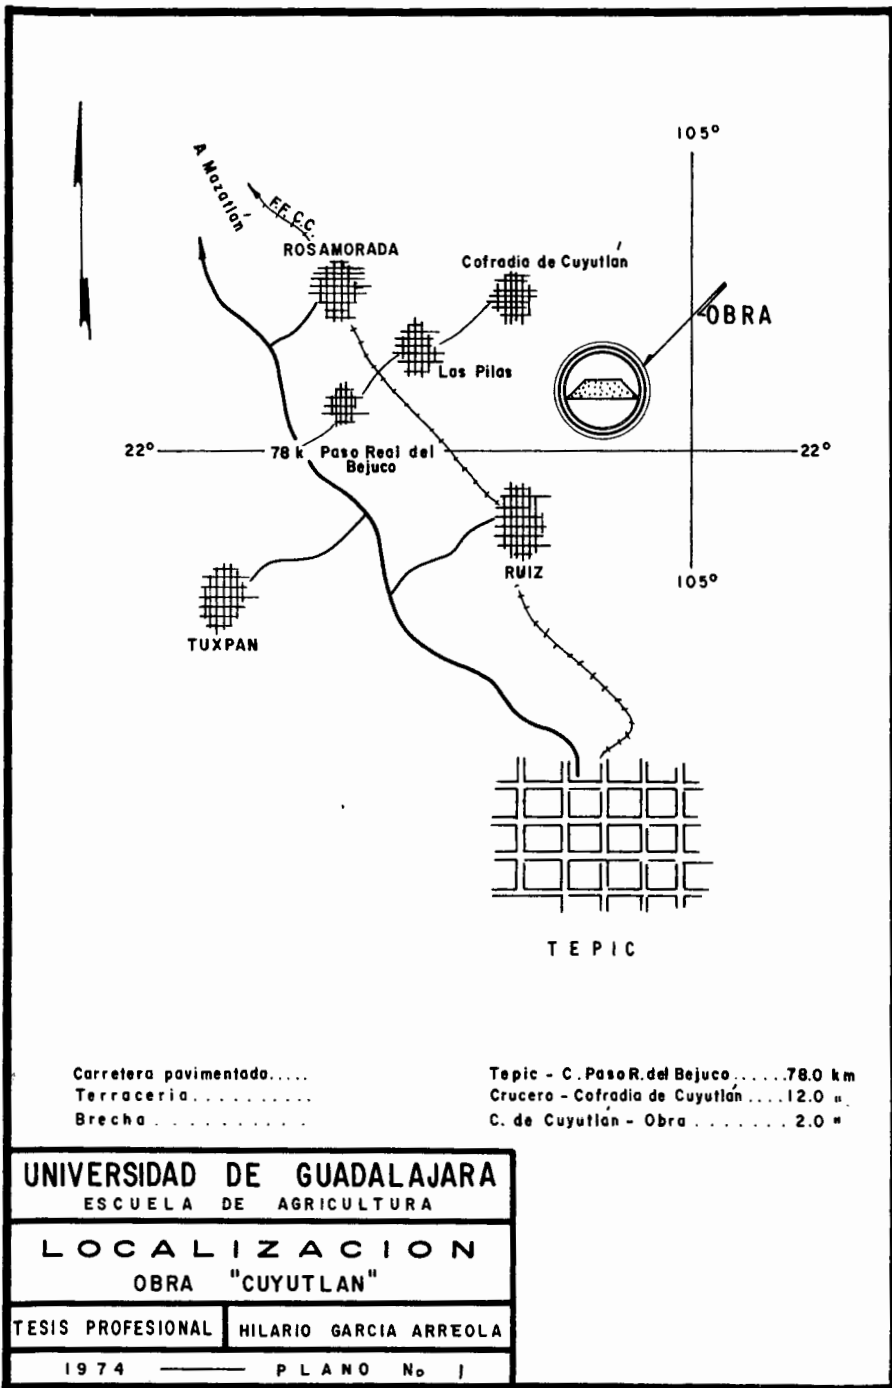 105°
A Mazatlán
F.F.C.C.
ROSAMORADA
Cofradia de Cuyutlán
OBRA
Las Pilas
22°
78 k
Paso Real del
Bejuco
22°
RUIZ
105°
TUXPAN
TEPIC
Carretera pavimentada.....
Terraceria..........
Brecha..........
Tepic - C. Paso R. del Bejuco......78.0 km
Crucero - Cofradia de Cuyutlán....12.0 "
C. de Cuyutlán - Obra........2.0 "
UNIVERSIDAD DE GUADALAJARA
ESCUELA DE AGRICULTURA
LOCALIZACION
OBRA "CUYUTLAN"
TESIS PROFESIONAL
HILARIO GARCIA ARREOLA
1974 —— PLANO No 1